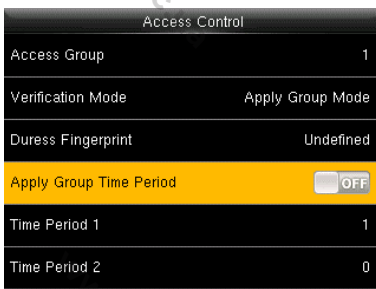 Access Control
Access Group 1
Verification Mode Apply Group Mode
Duress Fingerprint Undefined
Apply Group Time Period OFF
Time Period 1 1
Time Period 2 0